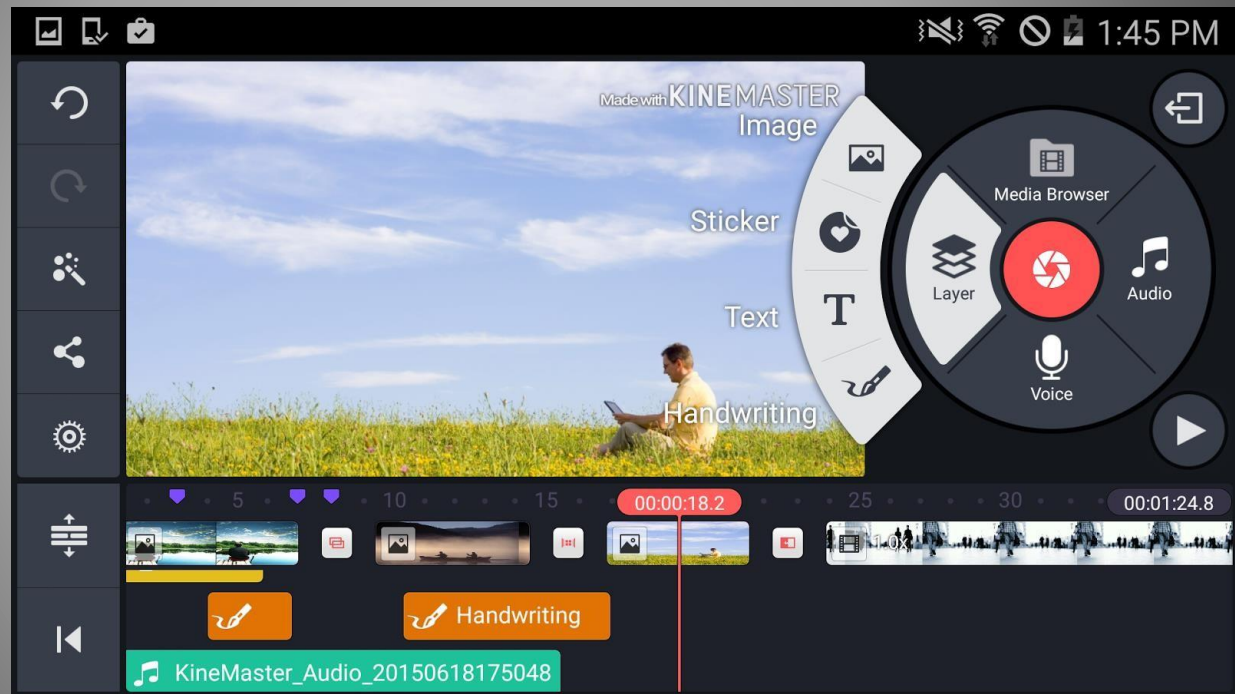 1:45 PM
Made with KINEMASTER
Image
Sticker
Text
Handwriting
Media Browser
Layer
Audio
Voice
5 10 15 00:00:18.2 25 30 00:01:24.8
1.0x
Handwriting
KineMaster_Audio_20150618175048